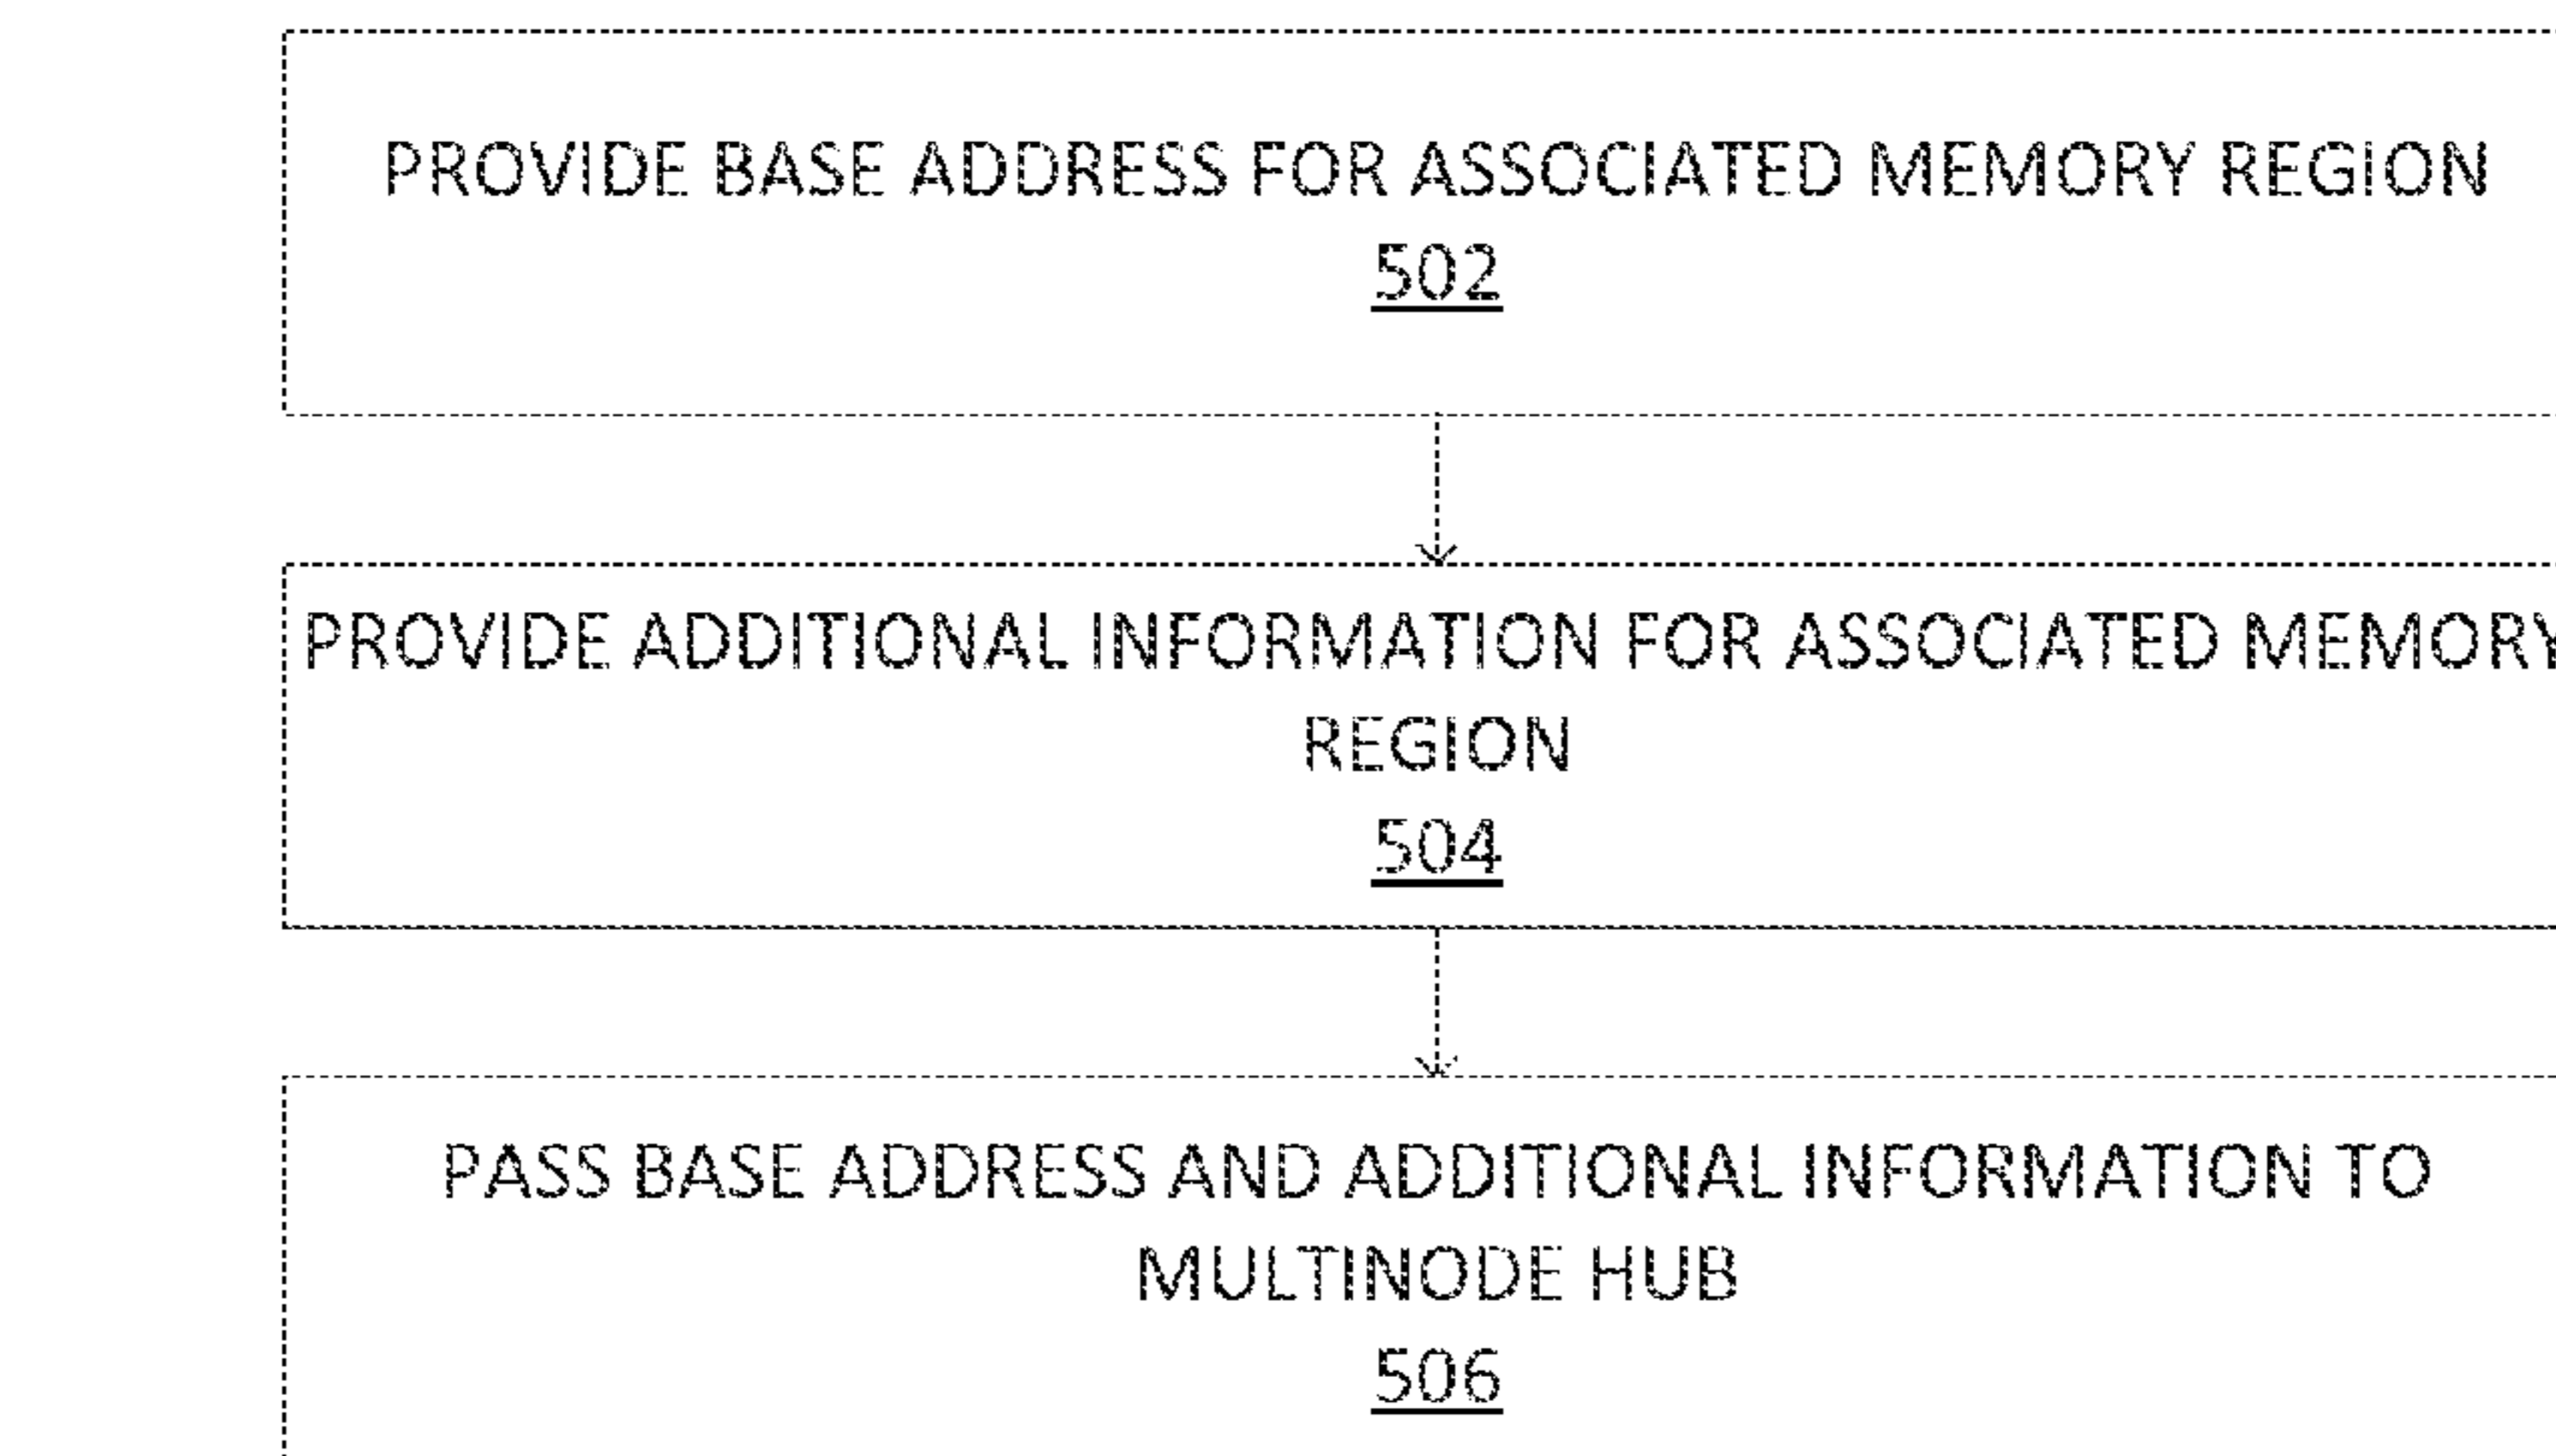 PROVIDE BASE ADDRESS FOR ASSOCIATED MEMORY REGION
502
PROVIDE ADDITIONAL INFORMATION FOR ASSOCIATED MEMORY
REGION
504
PASS BASE ADDRESS AND ADDITIONAL INFORMATION TO
MULTINODE HUB
506